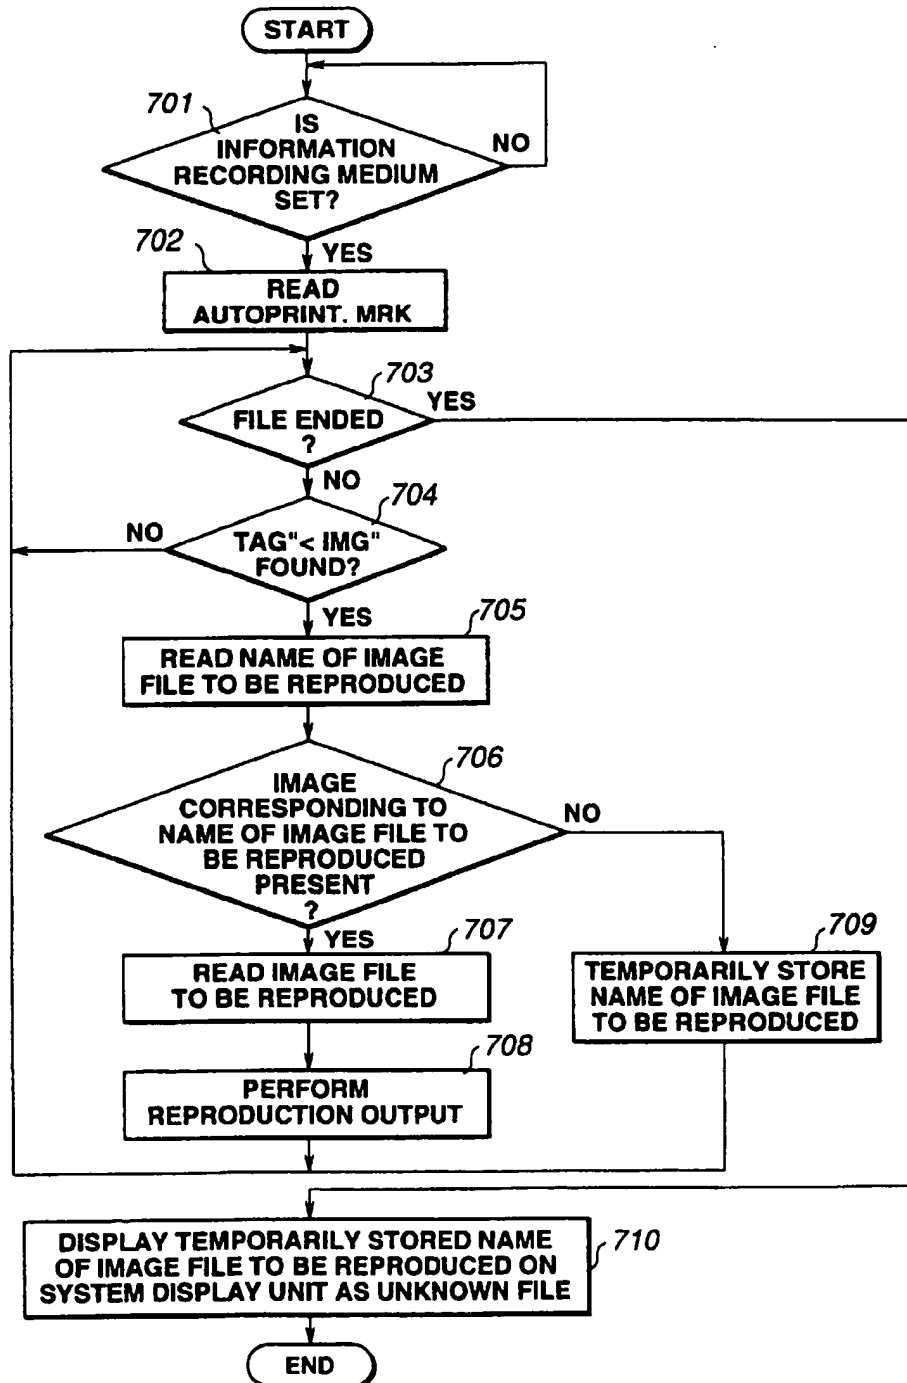 START
701
IS
INFORMATION
RECORDING MEDIUM
SET?
NO
YES
702
READ
AUTOPRINT. MRK
703
YES
FILE ENDED
?
NO
704
NO
TAG"< IMG"
FOUND?
YES
705
READ NAME OF IMAGE
FILE TO BE REPRODUCED
706
IMAGE
CORRESPONDING TO
NAME OF IMAGE FILE TO
BE REPRODUCED
PRESENT
?
NO
YES
707
READ IMAGE FILE
TO BE REPRODUCED
709
TEMPORARILY STORE
NAME OF IMAGE FILE
TO BE REPRODUCED
708
PERFORM
REPRODUCTION OUTPUT
710
DISPLAY TEMPORARILY STORED NAME
OF IMAGE FILE TO BE REPRODUCED ON
SYSTEM DISPLAY UNIT AS UNKNOWN FILE
END